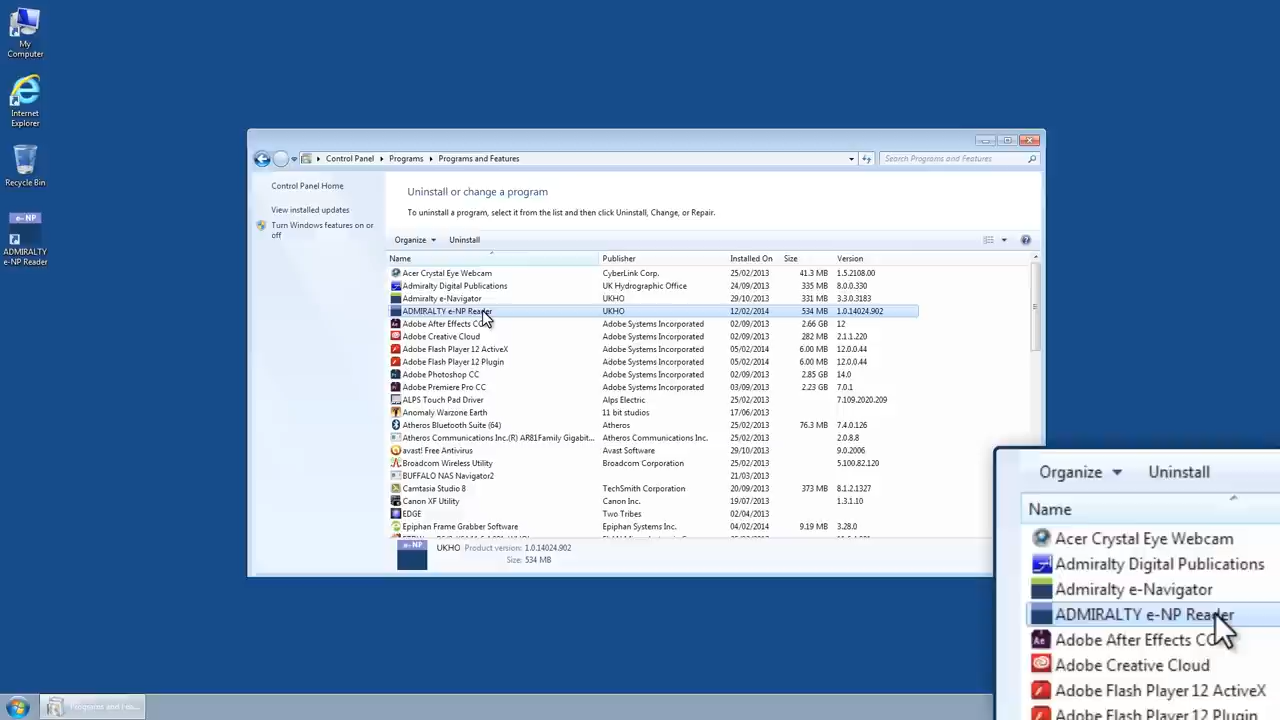 My
Computer
Internet
Explorer
Recycle Bin
e-NP
ADMIRALTY
e-NP Reader
Control Panel Programs Programs and Features
Search Programs and Features
Control Panel Home
View installed updates
Turn Windows features on or
off
Uninstall or change a program
To uninstall a program, select it from the list and then click Uninstall, Change, or Repair.
Organize Uninstall
Name Publisher Installed On Size Version
Acer Crystal Eye Webcam CyberLink Corp. 25/02/2013 41.3 MB 1.5.2108.00
Admiralty Digital Publications UK Hydrographic Office 24/09/2013 335 MB 8.0.0.330
Admiralty e-Navigator UKHO 29/10/2013 331 MB 3.3.0.3183
ADMIRALTY e-NP Reader UKHO 12/02/2014 534 MB 1.0.14024.902
Adobe After Effects CC Adobe Systems Incorporated 02/09/2013 2.66 GB 12
Adobe Creative Cloud Adobe Systems Incorporated 02/09/2013 282 MB 2.1.1.220
Adobe Flash Player 12 ActiveX Adobe Systems Incorporated 05/02/2014 6.00 MB 12.0.0.44
Adobe Flash Player 12 Plugin Adobe Systems Incorporated 05/02/2014 6.00 MB 12.0.0.44
Adobe Photoshop CC Adobe Systems Incorporated 02/09/2013 2.85 GB 14.0
Adobe Premiere Pro CC Adobe Systems Incorporated 03/09/2013 2.23 GB 7.0.1
ALPS Touch Pad Driver Alps Electric 25/02/2013 7.109.2020.209
Anomaly Warzone Earth 11 bit studios 17/06/2013
Atheros Bluetooth Suite (64) Atheros 25/02/2013 76.3 MB 7.4.0.126
Atheros Communications Inc.(R) AR81Family Gigabit... Atheros Communications Inc. 25/02/2013 2.0.8.8
avast! Free Antivirus Avast Software 29/10/2013 9.0.2006
Broadcom Wireless Utility Broadcom Corporation 25/02/2013 5.100.82.120
BUFFALO NAS Navigator2 21/03/2013
Camtasia Studio 8 TechSmith Corporation 20/09/2013 373 MB 8.1.2.1327
Canon XF Utility Canon Inc. 19/07/2013 1.3.1.10
EDGE Two Tribes 02/04/2013
Epiphan Frame Grabber Software Epiphan Systems Inc. 04/02/2014 9.19 MB 3.28.0
e-NP
UKHO Product version: 1.0.14024.902
Size: 534 MB
Organize Uninstall
Name
Acer Crystal Eye Webcam
Admiralty Digital Publications
Admiralty e-Navigator
ADMIRALTY e-NP Reader
Adobe After Effects CC
Adobe Creative Cloud
Adobe Flash Player 12 ActiveX
Adobe Flash Player 12 Plugin
Programs and Fea...